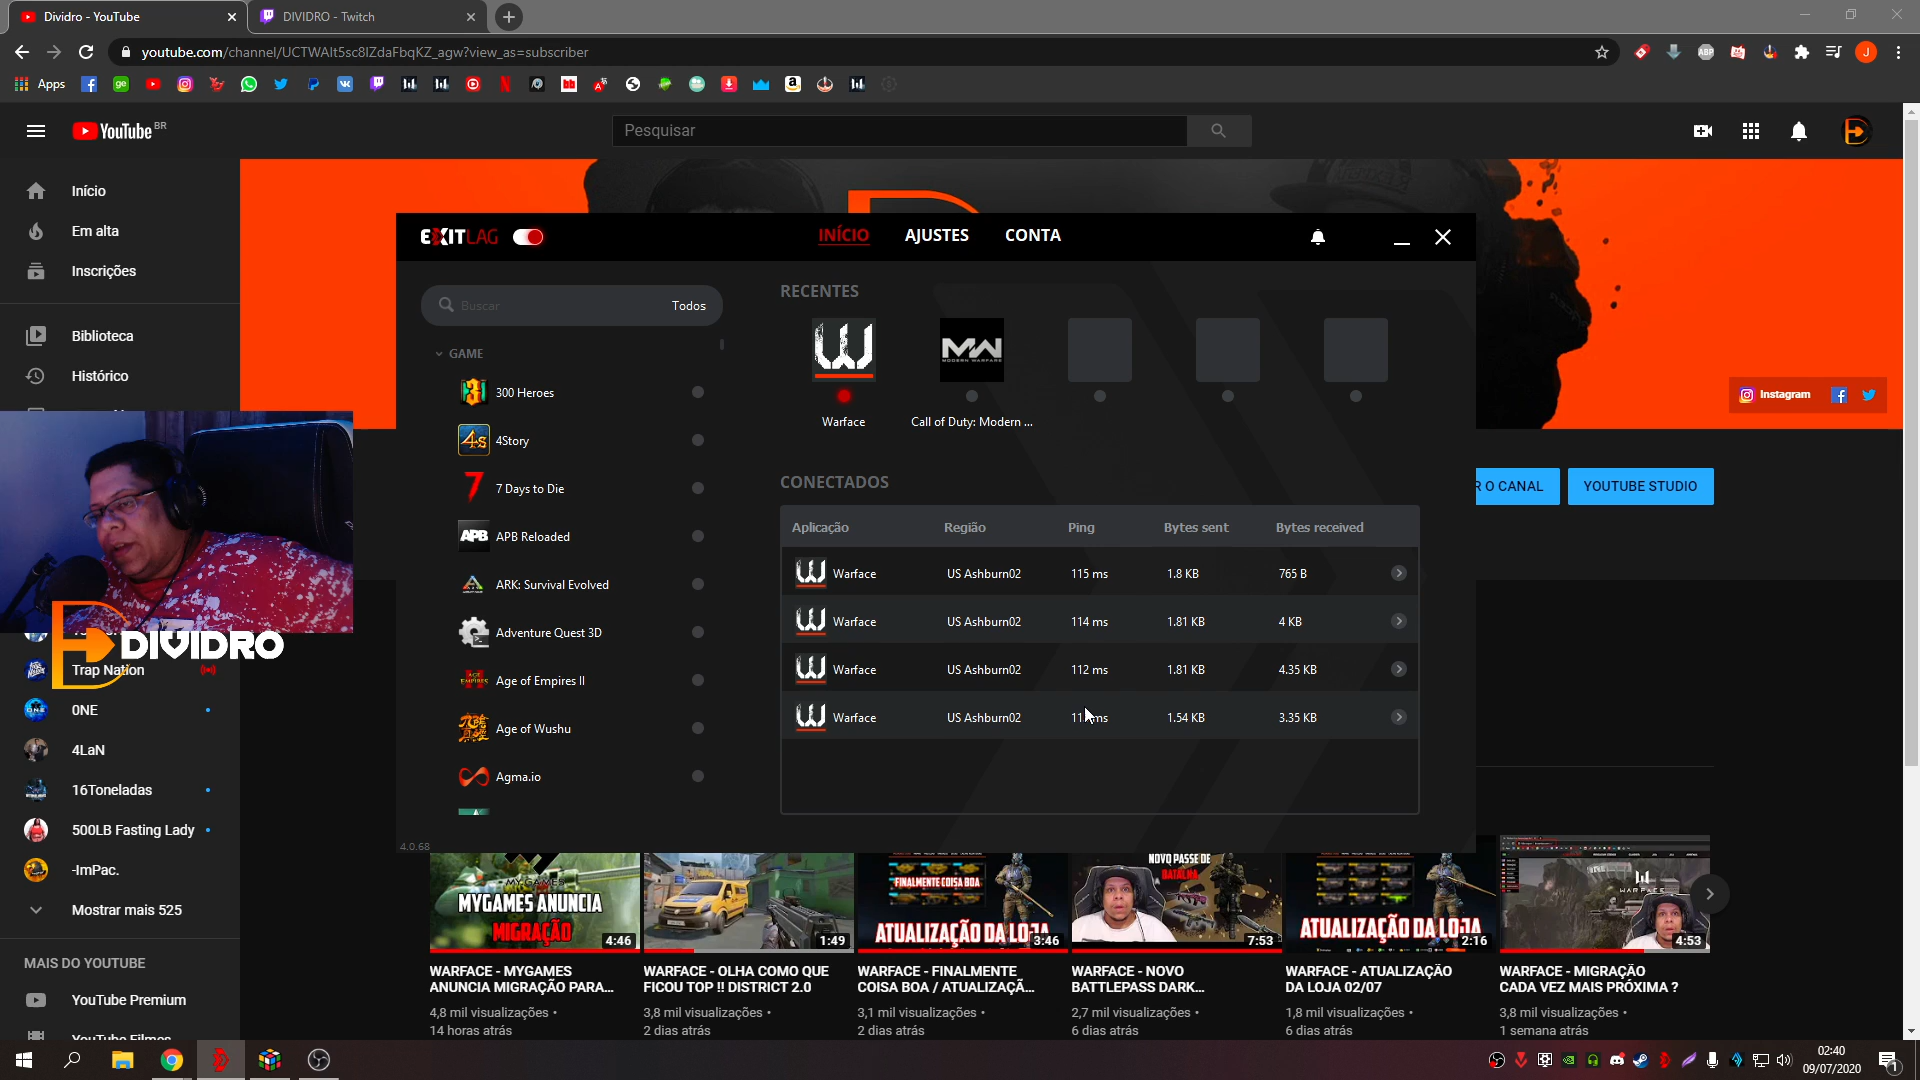 Dividro - YouTube
DIVIDRO - Twitch
youtube.com/channel/UCTWAlt5sc8lZdaFbqKZ_agw?view_as=subscriber
Apps
YouTube BR
Pesquisar
Início
Em alta
Inscrições
Biblioteca
Histórico
DIVIDRO
Trap Nation
ONE
4LaN
16Toneladas
500LB Fasting Lady
-ImPac.
Mostrar mais 525
MAIS DO YOUTUBE
YouTube Premium
YouTube Filmes
Instagram
R O CANAL
YOUTUBE STUDIO
EXITLAG
INÍCIO
AJUSTES
CONTA
Buscar
Todos
GAME
300 Heroes
4Story
7 Days to Die
APB Reloaded
ARK: Survival Evolved
Adventure Quest 3D
Age of Empires II
Age of Wushu
Agma.io
4.0.68
RECENTES
MW
MODERN WARFARE
Warface
Call of Duty: Modern ...
CONECTADOS
Aplicação Região Ping Bytes sent Bytes received
Warface US Ashburn02 115 ms 1.8 KB 765 B
Warface US Ashburn02 114 ms 1.81 KB 4 KB
Warface US Ashburn02 112 ms 1.81 KB 4.35 KB
Warface US Ashburn02 1.54 KB 3.35 KB
MYGAMES ANUNCIA
MIGRAÇÃO
4:46
1:49
FINALMENTE COISA BOA
ATUALIZAÇÃO DA LOJA
3:46
NOVO PASSE DE
BATALHA
7:53
ATUALIZAÇÃO DA LOJA
2:16
WARFACE
4:53
WARFACE - MYGAMES
ANUNCIA MIGRAÇÃO PARA...
4,8 mil visualizações •
14 horas atrás
WARFACE - OLHA COMO QUE
FICOU TOP !! DISTRICT 2.0
3,8 mil visualizações •
2 dias atrás
WARFACE - FINALMENTE
COISA BOA / ATUALIZAÇÃ...
3,1 mil visualizações •
2 dias atrás
WARFACE - NOVO
BATTLEPASS DARK...
2,7 mil visualizações •
6 dias atrás
WARFACE - ATUALIZAÇÃO
DA LOJA 02/07
1,8 mil visualizações •
6 dias atrás
WARFACE - MIGRAÇÃO
CADA VEZ MAIS PRÓXIMA ?
3,8 mil visualizações •
1 semana atrás
02:40
09/07/2020